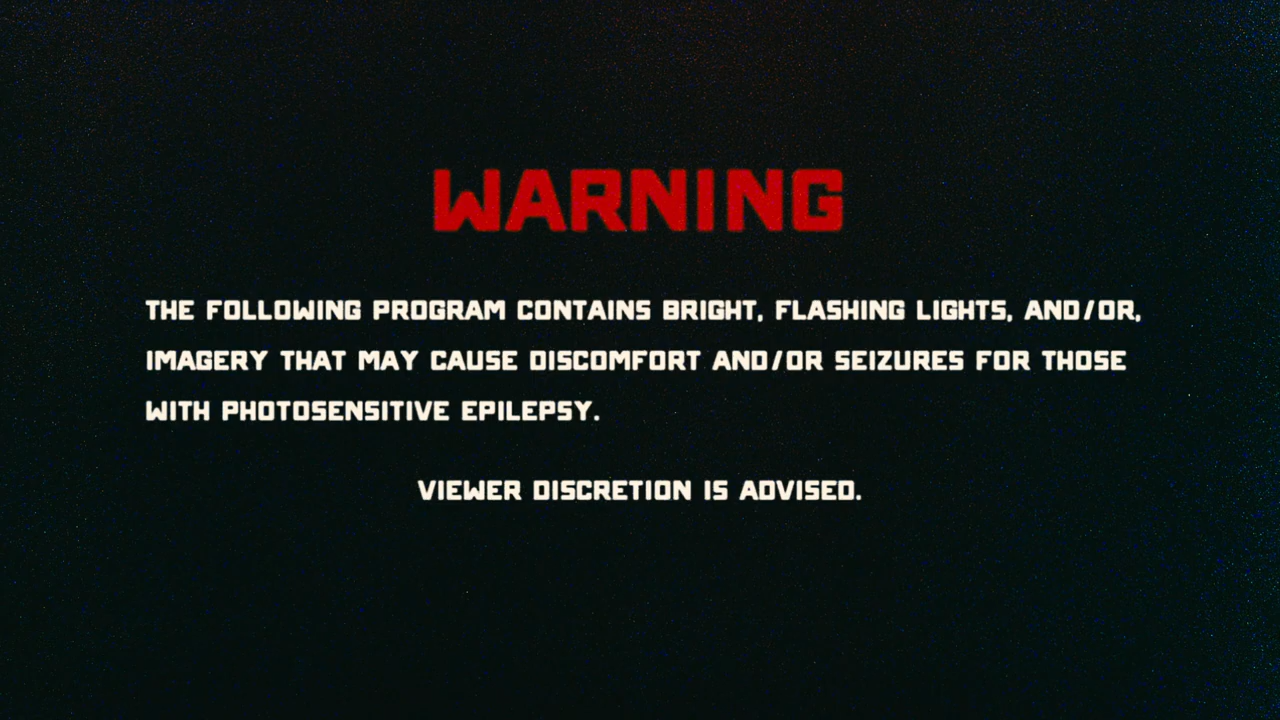 WARNING
THE FOLLOWING PROGRAM CONTAINS BRIGHT, FLASHING LIGHTS, AND/OR,
IMAGERY THAT MAY CAUSE DISCOMFORT AND/OR SEIZURES FOR THOSE
WITH PHOTOSENSITIVE EPILEPSY.
VIEWER DISCRETION IS ADVISED.